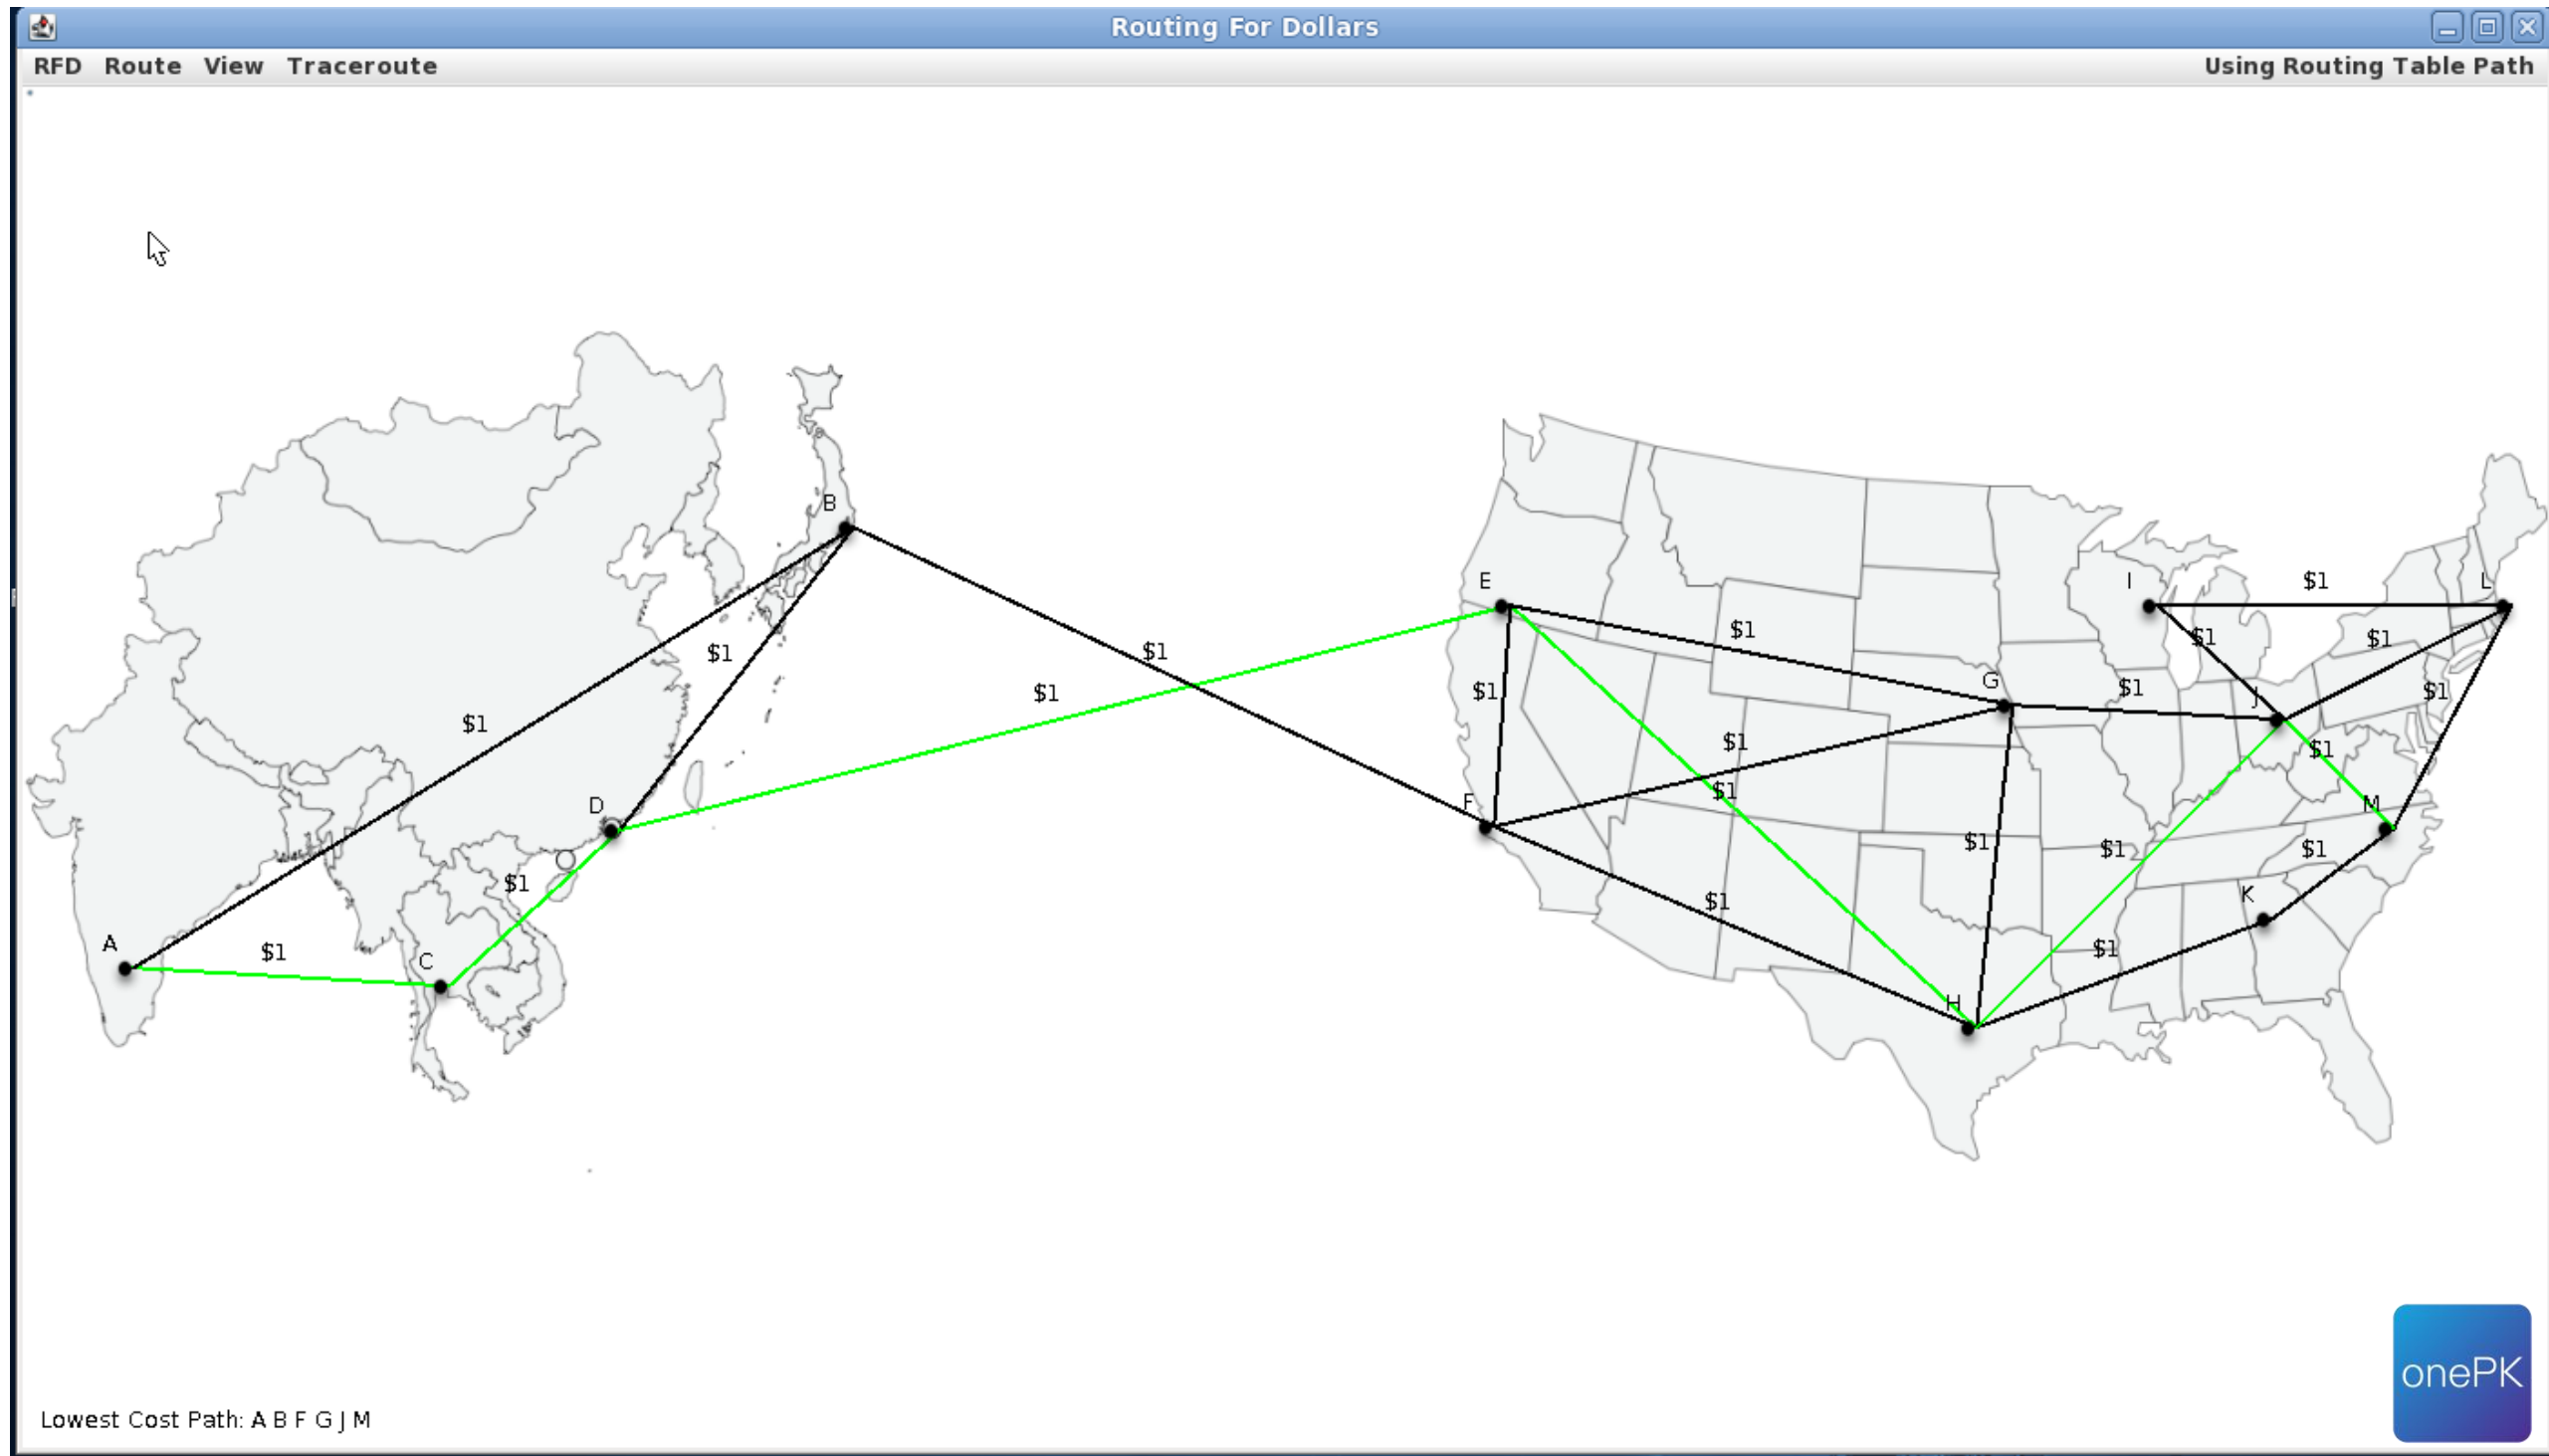 Routing For Dollars
RFD Route View Traceroute Using Routing Table Path
B
E
I
$1
L
$1
$1
$1
$1
$1
$1
G
$1
$1
J
$1
$1
$1
$1
$1
D
F
M
$1
$1
$1
$1
$1
K
$1
A
$1
C
$1
H
onePK
Lowest Cost Path: A B F G J M